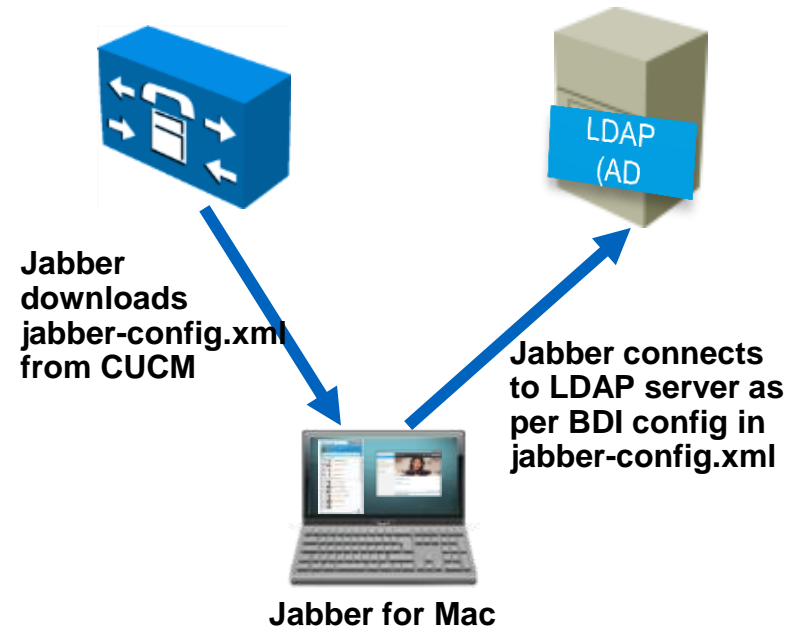 LDAP
(AD
Jabber
downloads
jabber-config.xml
from CUCM
Jabber connects
to LDAP server as
per BDI config in
jabber-config.xml
Jabber for Mac